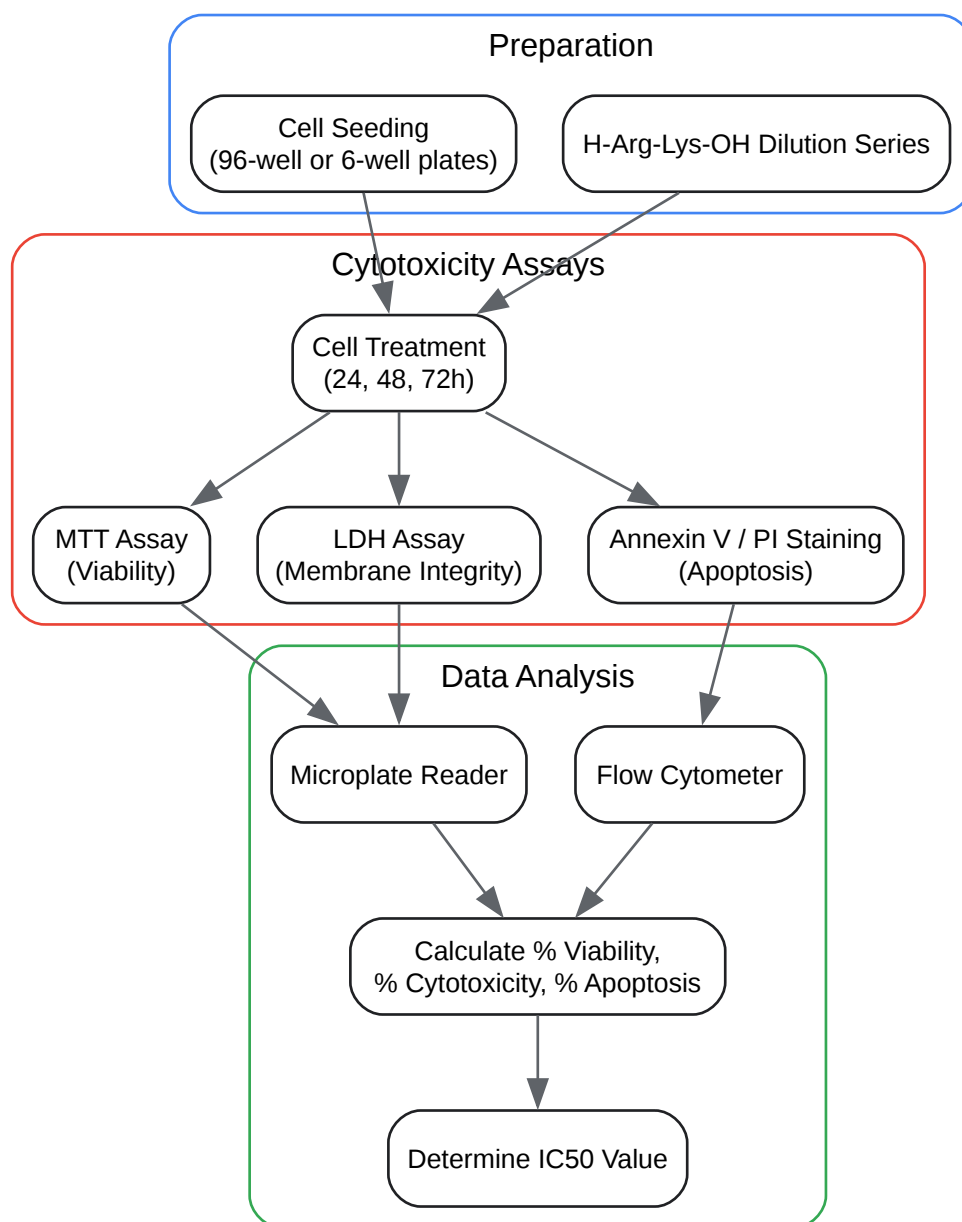 Preparation
Cell Seeding
(96-well or 6-well plates)
H-Arg-Lys-OH Dilution Series
Cytotoxicity Assays
Cell Treatment
(24, 48, 72h)
MTT Assay
(Viability)
LDH Assay
(Membrane Integrity)
Annexin V / PI Staining
(Apoptosis)
Data Analysis
Microplate Reader
Flow Cytometer
Calculate % Viability,
% Cytotoxicity, % Apoptosis
Determine IC50 Value